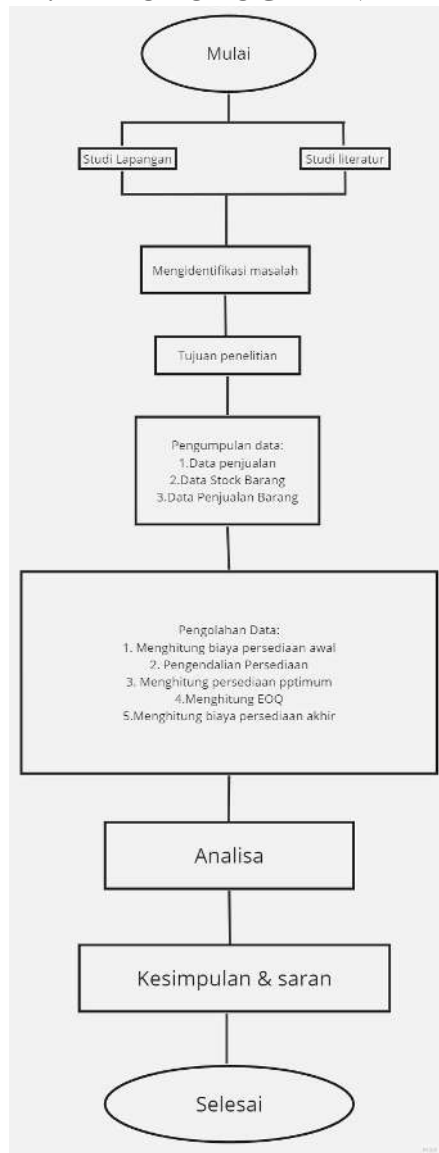 Mulai
Studi Lapangan
Studi literatur
Mengidentifikasi masalah
Tujuan penelitian
Pengumpulan data:
1.Data penjualan
2.Data Stock Barang
3.Data Penjualan Barang
Pengolahan Data:
1. Menghitung biaya persediaan awal
2. Pengendalian Persediaan
3. Menghitung persediaan pptimum
4.Menghitung EOQ
5.Menghitung biaya persediaan akhir
Analisa
Kesimpulan & saran
Selesai